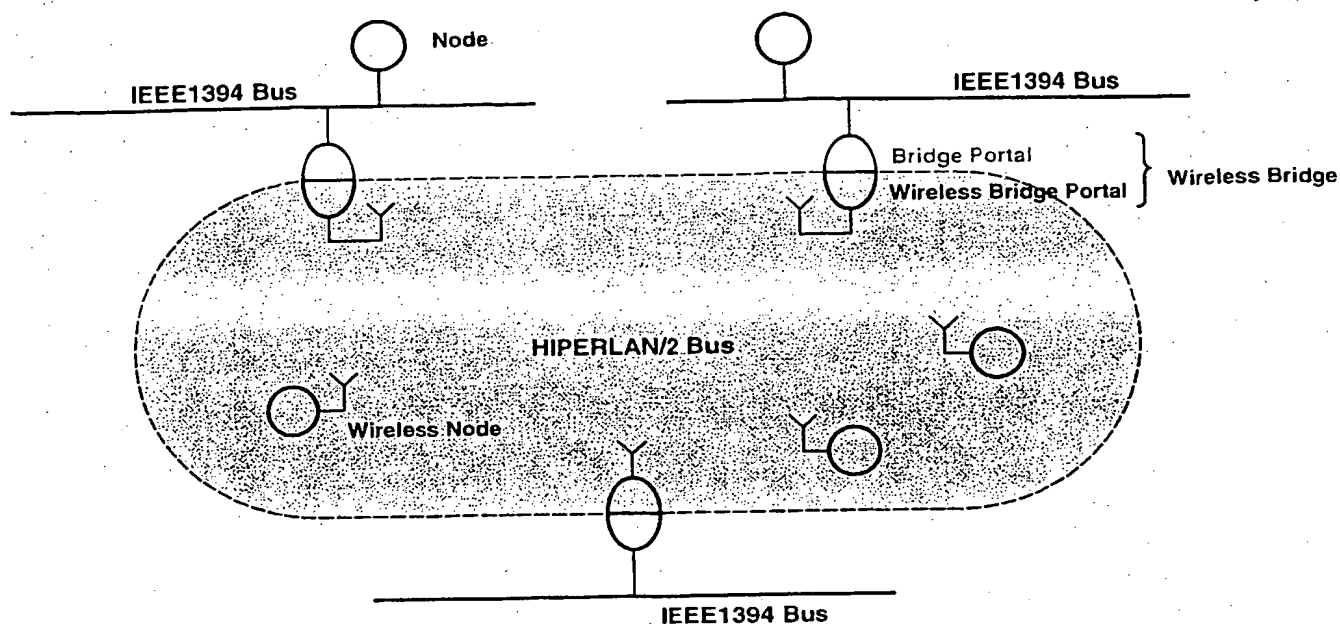 Node
IEEE1394 Bus
IEEE1394 Bus
Bridge Portal
Wireless Bridge Portal
Wireless Bridge
HIPERLAN/2 Bus
Wireless Node
IEEE1394 Bus